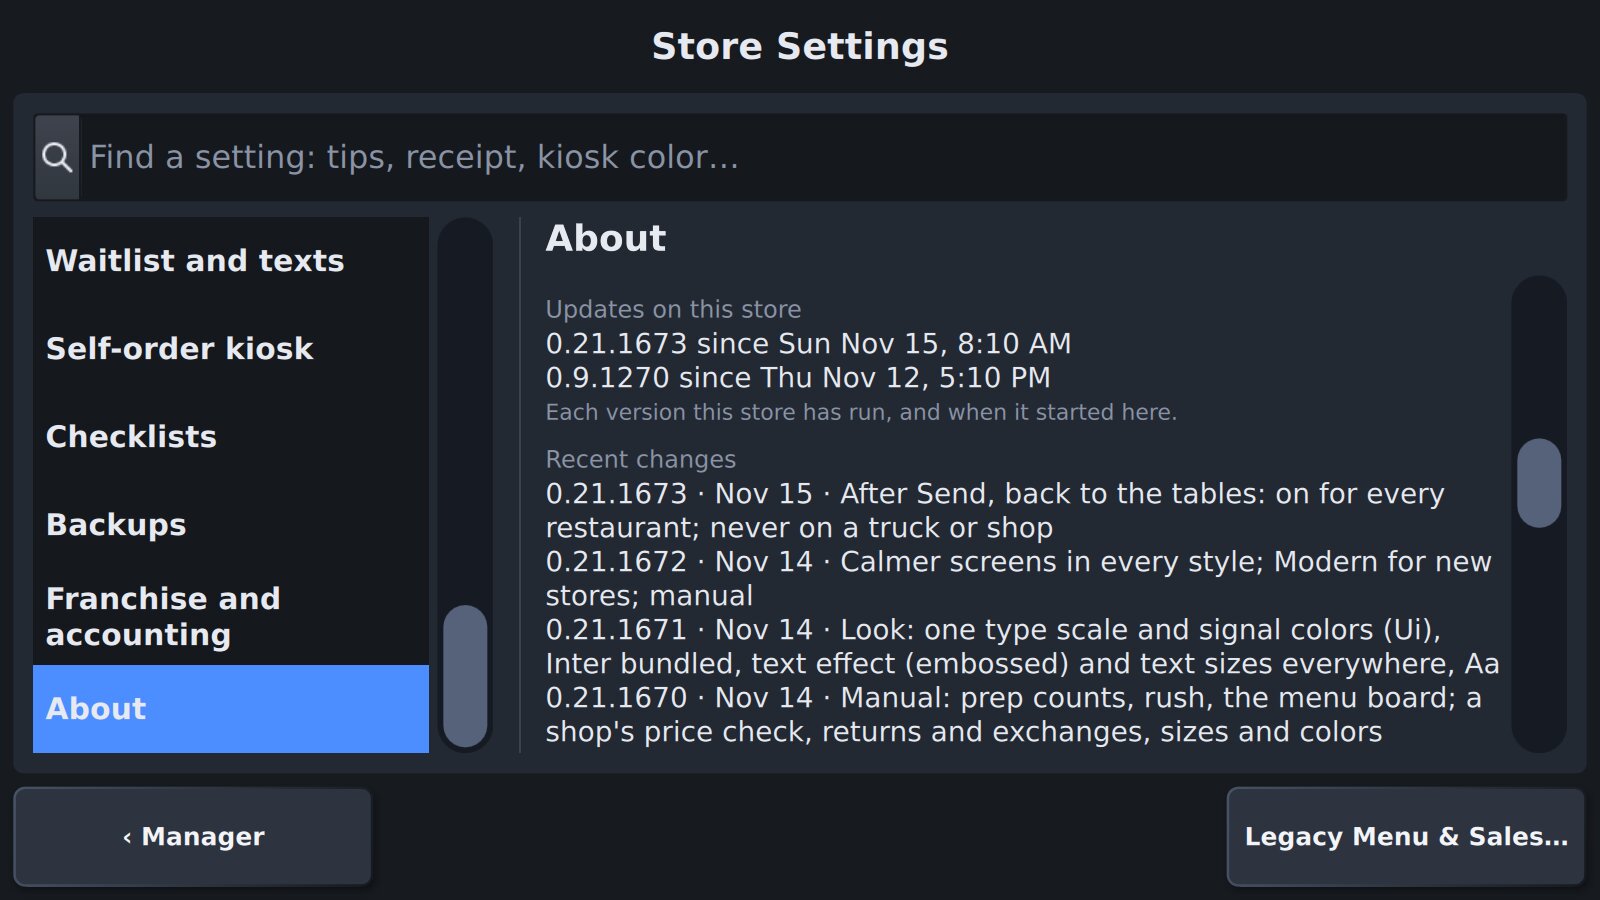 Store Settings
Find a setting: tips, receipt, kiosk color...
Waitlist and texts
Self-order kiosk
Checklists
Backups
Franchise and
accounting
About
About
Updates on this store
0.21.1673 since Sun Nov 15, 8:10 AM
0.9.1270 since Thu Nov 12, 5:10 PM
Each version this store has run, and when it started here.
Recent changes
0.21.1673 · Nov 15 · After Send, back to the tables: on for every
restaurant; never on a truck or shop
0.21.1672 · Nov 14 · Calmer screens in every style; Modern for new
stores; manual
0.21.1671 · Nov 14 · Look: one type scale and signal colors (Ui),
Inter bundled, text effect (embossed) and text sizes everywhere, Aa
0.21.1670 · Nov 14 · Manual: prep counts, rush, the menu board; a
shop's price check, returns and exchanges, sizes and colors
‹ Manager
Legacy Menu & Sales...